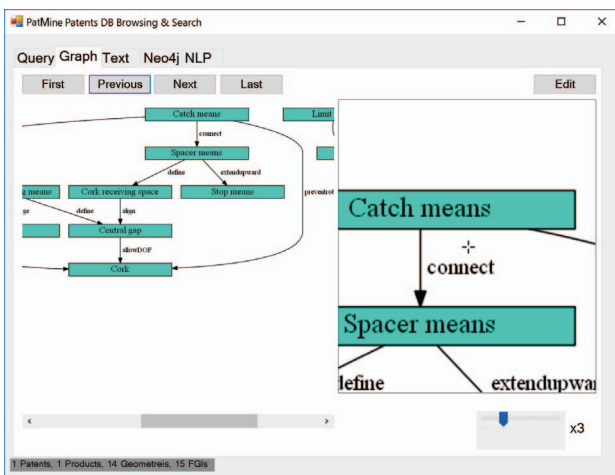 PatMine Patents DB Browsing & Search
Query Graph Text Neo4j NLP
First Previous Next Last Edit
Catch means Limit
connect
Spacer means
define extendupward
g means Cork receiving space Stop means preventrot
ge define align
Central gap
allowDOF
Cork
Catch means
connect
Spacer means
lefine extendupwar
x3
1 Patents, 1 Products, 14 Geometreis, 15 FGIs